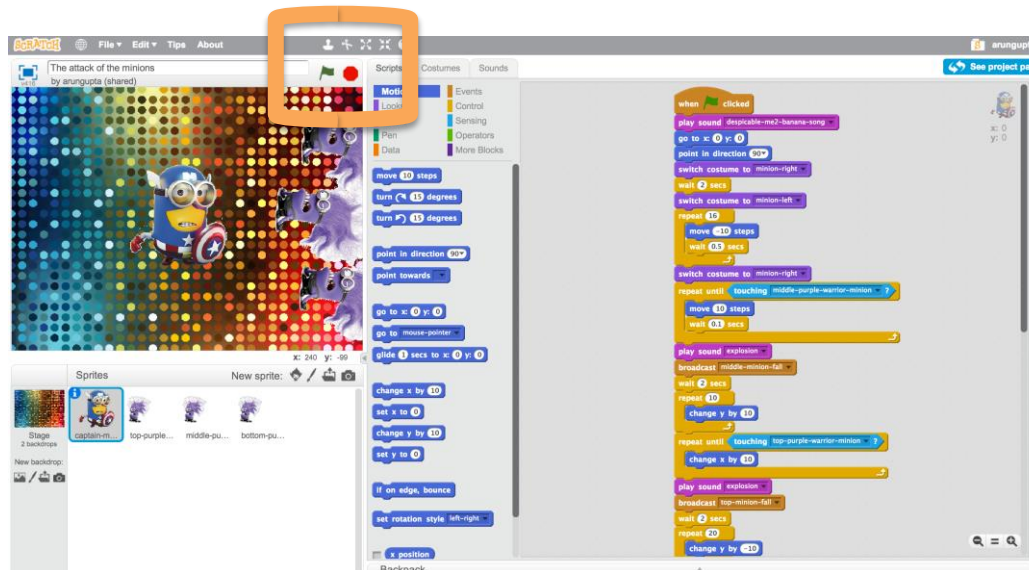 SCRATCH File Edit Tips About arungupt
The attack of the minions
by arungupta (shared)
v436
Scripts Costumes Sounds
See project pa
Motion Events
Looks Control
Sensing
Pen Operators
Data More Blocks
move 10 steps
turn 15 degrees
turn 15 degrees
point in direction 90
point towards
go to x: 0 y: 0
go to mouse-pointer
glide 1 secs to x: 0 y: 0
change x by 10
set x to 0
change y by 10
set y to 0
if on edge, bounce
set rotation style left-right
x position
Backpack
when clicked
play sound despicable-me2-banana-song
go to x: 0 y: 0
point in direction 90
switch costume to minion-right
wait 2 secs
switch costume to minion-left
repeat 16
move -10 steps
wait 0.5 secs
switch costume to minion-right
repeat until touching middle-purple-warrior-minion ?
move 10 steps
wait 0.1 secs
play sound explosion
broadcast middle-minion-fall
wait 2 secs
repeat 10
change y by 10
repeat until touching top-purple-warrior-minion ?
change x by 10
play sound explosion
broadcast top-minion-fall
wait 2 secs
repeat 20
change y by -10
x: 0
y: 0
x: 240 y: -99
Sprites New sprite:
Stage
2 backdrops
New backdrop:
captain-m... top-purple... middle-pu... bottom-pu...